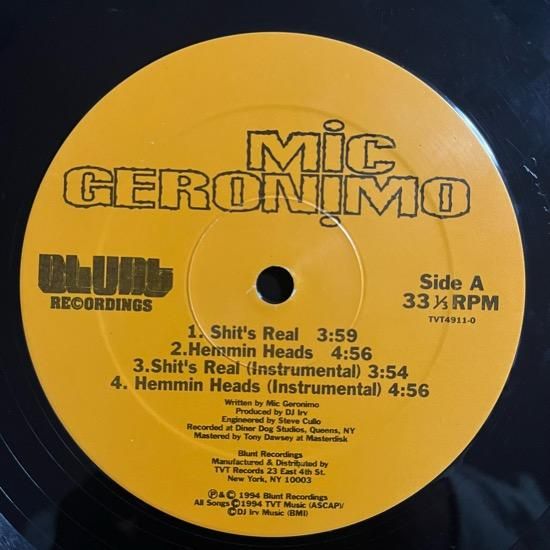 MiC
GERONiMO
BLUNT
RECORDINGS
Side A
33 ⅓ RPM
TVT4911-0
1. Shit's Real 3:59
2.Hemmin Heads 4:56
3.Shit's Real (Instrumental) 3:54
4. Hemmin Heads (Instrumental) 4:56
Written by Mic Geronimo
Produced by DJ Irv
Engineered by Steve Cullo
Recorded at Diner Dog Studios, Queens, NY
Mastered by Tony Dawsey at Masterdisk
Blunt Recordings
Manufactured & Distributed by
TVT Records 23 East 4th St.
New York, NY 10003
℗&© 1994 Blunt Recordings
All Songs ©1994 TVT Music (ASCAP)/
©DJ Irv Music (BMI)